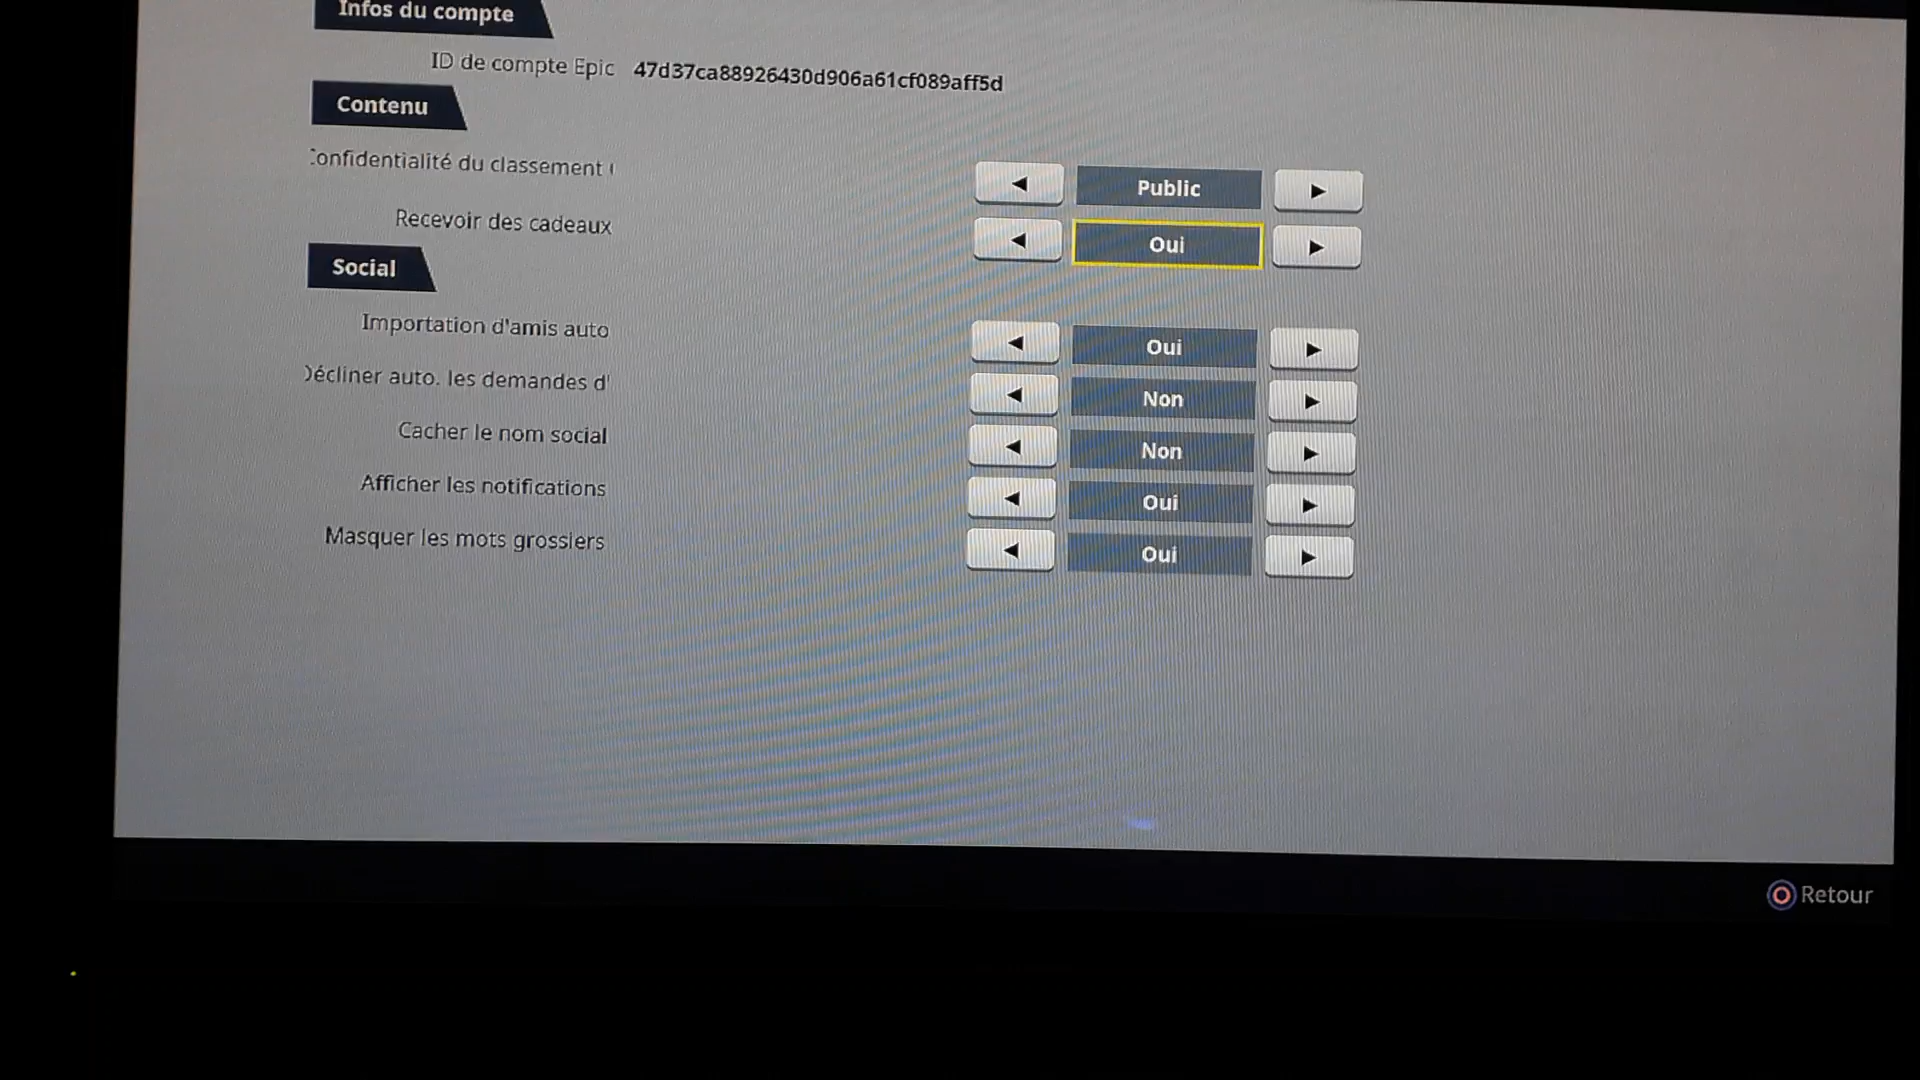 Infos du compte
ID de compte Epic 47d37ca88926430d906a61cf089aff5d
Contenu
Confidentialité du classement
Public
Recevoir des cadeaux
Oui
Social
Importation d'amis auto
Oui
Décliner auto. les demandes d'
Non
Cacher le nom social
Non
Afficher les notifications
Oui
Masquer les mots grossiers
Oui
Retour